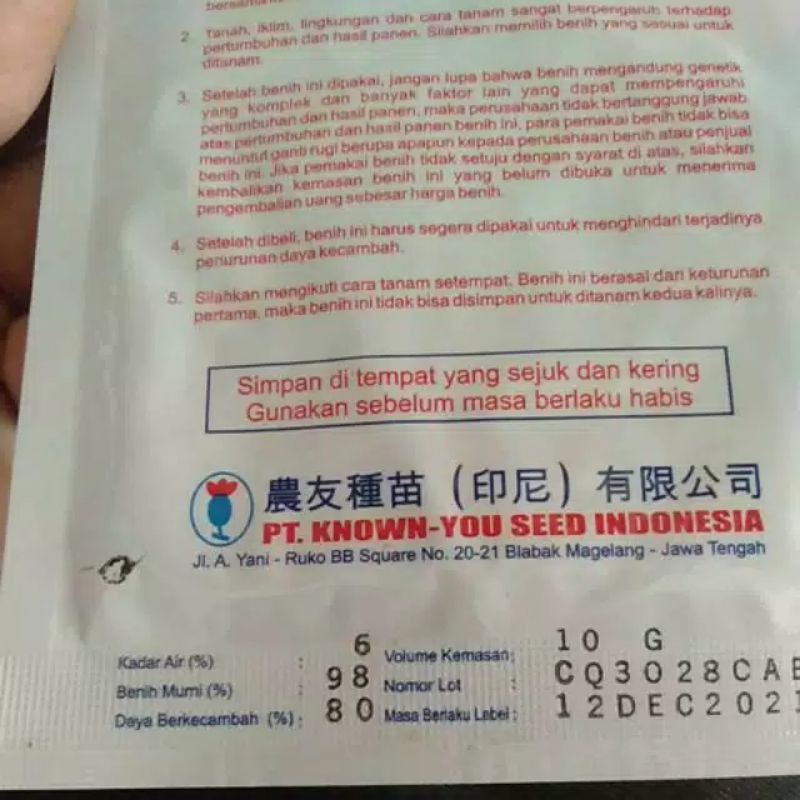 2. Tanah, iklim, lingkungan dan cara tanam sangat berpengaruh terhadap
pertumbuhan dan hasil panen. Silahkan memilih benih yang sesuai untuk
ditanam.
3. Setelah benih ini dipakai, jangan lupa bahwa benih mengandung genetik
yang komplek dan banyak faktor lain yang dapat mempengaruhi
pertumbuhan dan hasil panen, maka perusahaan tidak bertanggung jawab
atas pertumbuhan dan hasil panen benih ini, para pemakai benih tidak bisa
menuntut ganti rugi berupa apapun kepada perusahaan benih atau penjual
benih ini. Jika pemakai benih tidak setuju dengan syarat di atas, silahkan
kembalikan kemasan benih ini yang belum dibuka untuk menerima
pengembalian uang sebesar harga benih.
4. Setelah dibeli, benih ini harus segera dipakai untuk menghindari terjadinya
penurunan daya kecambah.
5. Silahkan mengikuti cara tanam setempat. Benih ini berasal dari keturunan
pertama, maka benih ini tidak bisa disimpan untuk ditanam kedua kalinya.
Simpan di tempat yang sejuk dan kering
Gunakan sebelum masa berlaku habis
農友種苗（印尼）有限公司
PT. KNOWN-YOU SEED INDONESIA
Jl. A. Yani - Ruko BB Square No. 20-21 Blabak Magelang - Jawa Tengah
Kadar Air (%) : 6 Volume Kemasan: 10 G
Benih Murni (%) : 98 Nomor Lot : CQ3028CAB
Daya Berkecambah (%) : 80 Masa Berlaku Label : 12DEC202